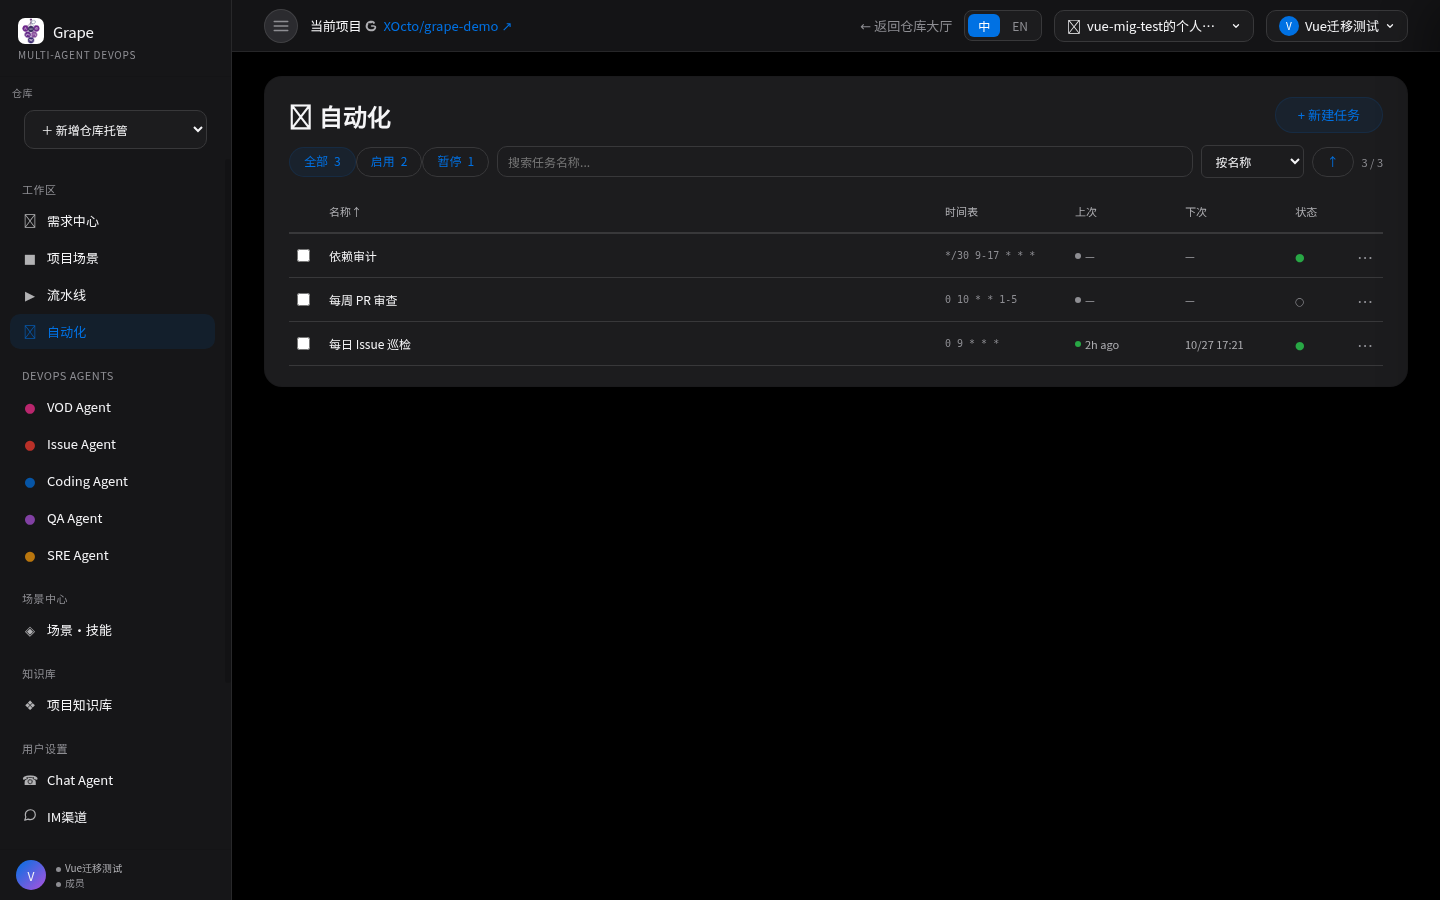 Grape
MULTI-AGENT DEVOPS
仓库
+ 新增仓库托管
工作区
需求中心
项目场景
流水线
自动化
DEVOPS AGENTS
VOD Agent
Issue Agent
Coding Agent
QA Agent
SRE Agent
场景中心
场景·技能
知识库
项目知识库
用户设置
Chat Agent
IM渠道
V
Vue迁移测试
成员
当前项目 G XOcto/grape-demo ↗
← 返回仓库大厅
中 EN
vue-mig-test的个人…
V Vue迁移测试
自动化
+ 新建任务
全部 3 启用 2 暂停 1 搜索任务名称... 按名称 ↑ 3 / 3
名称↑ 时间表 上次 下次 状态
依赖审计 */30 9-17 * * * — — ● ···
每周 PR 审查 0 10 * * 1-5 — — ○ ···
每日 Issue 巡检 0 9 * * * 2h ago 10/27 17:21 ● ···